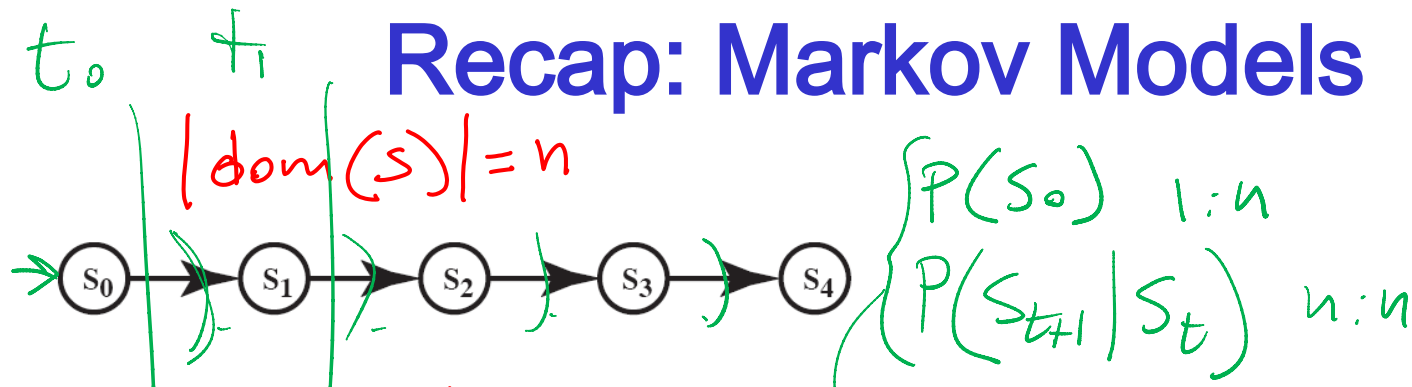 t₀ t₁ Recap: Markov Models
|dom(S)| = n
P(S₀) 1:n
S₀ S₁ S₂ S₃ S₄
P(Sₜ₊₁|Sₜ) n:n